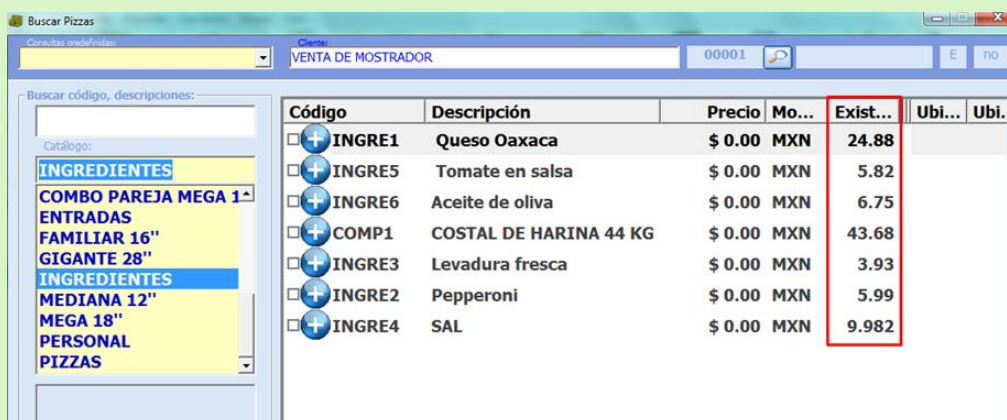 Buscar Pizzas
Consultas predefinidas:
Cliente:
VENTA DE MOSTRADOR
00001
E
no
Buscar código, descripciones:
Catálogo:
INGREDIENTES
COMBO PAREJA MEGA 1
ENTRADAS
FAMILIAR 16"
GIGANTE 28"
INGREDIENTES
MEDIANA 12"
MEGA 18"
PERSONAL
PIZZAS
Código Descripción Precio Mo... Exist... Ubi... Ubi.
INGRE1 Queso Oaxaca $ 0.00 MXN 24.88
INGRE5 Tomate en salsa $ 0.00 MXN 5.82
INGRE6 Aceite de oliva $ 0.00 MXN 6.75
COMP1 COSTAL DE HARINA 44 KG $ 0.00 MXN 43.68
INGRE3 Levadura fresca $ 0.00 MXN 3.93
INGRE2 Pepperoni $ 0.00 MXN 5.99
INGRE4 SAL $ 0.00 MXN 9.982